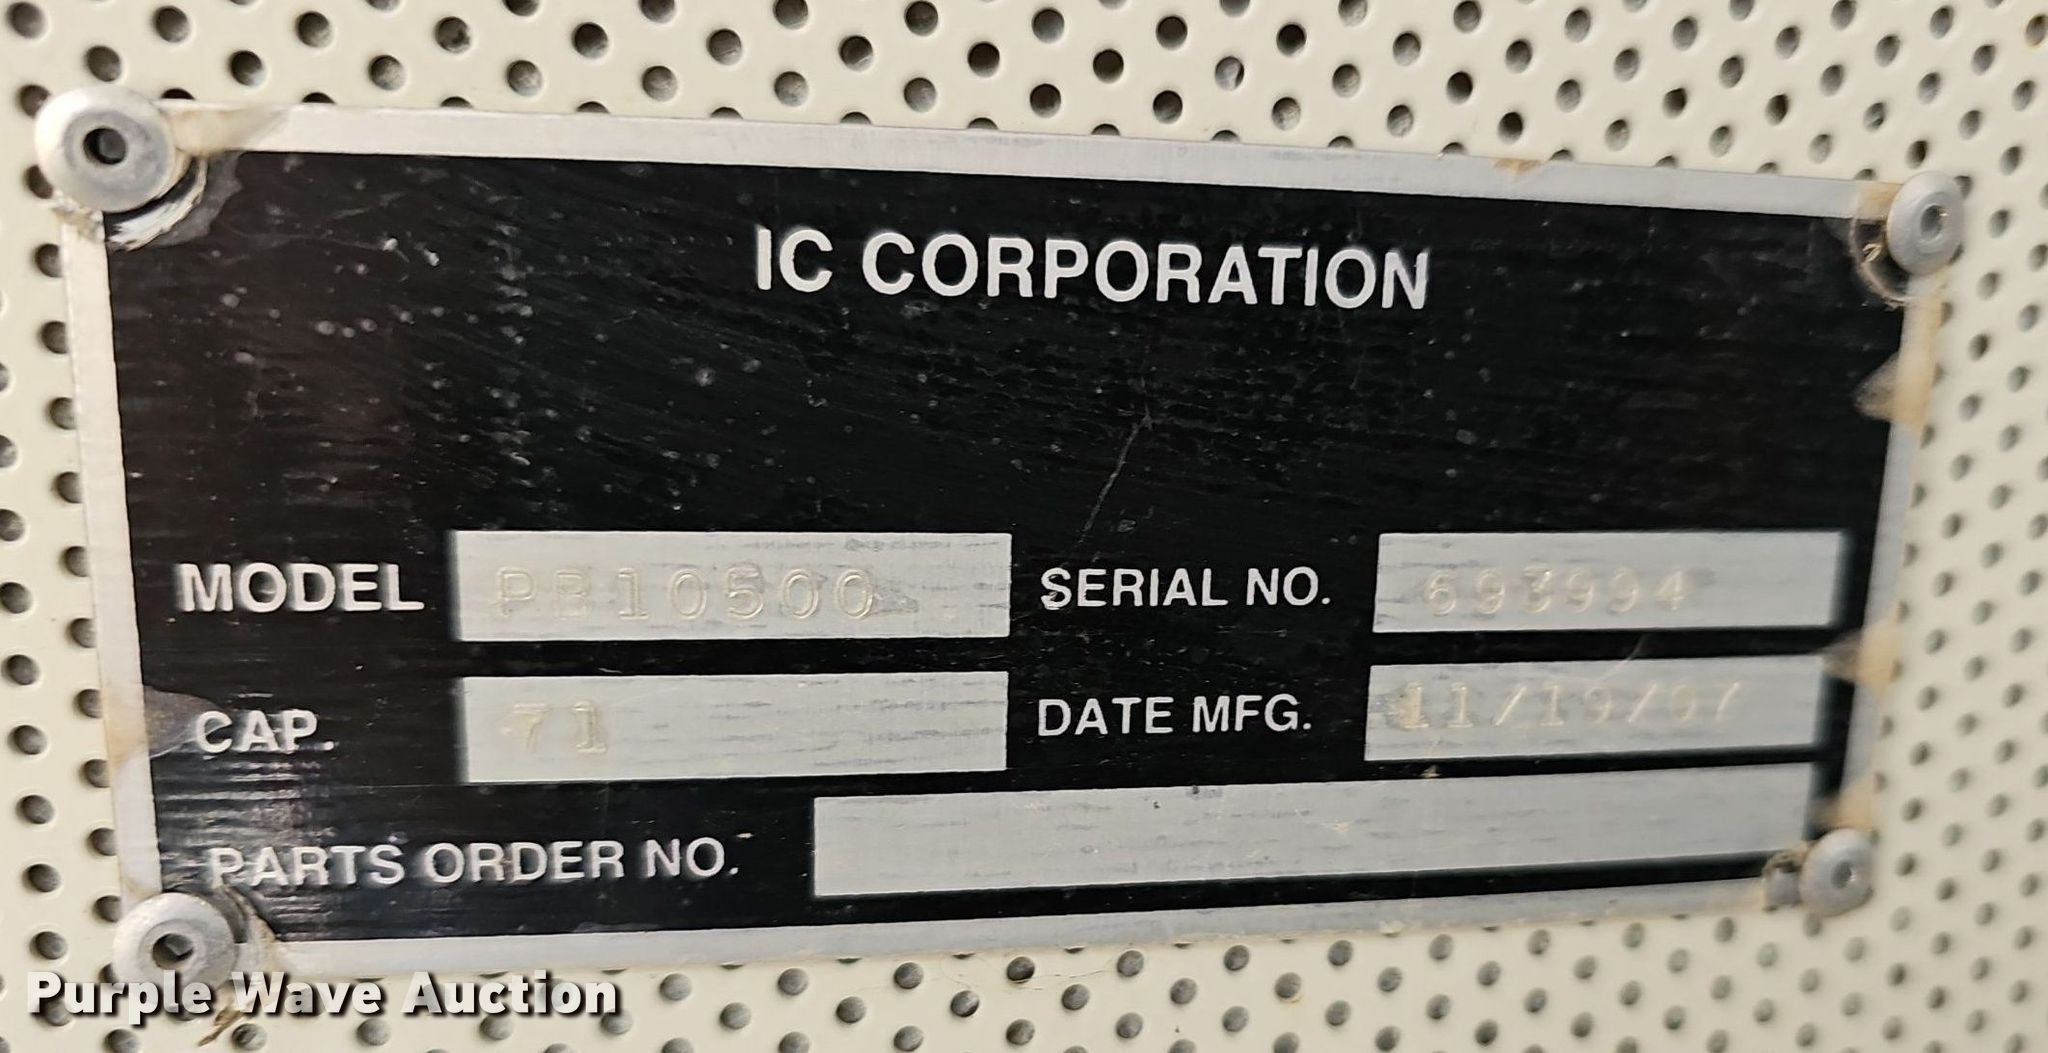 IC CORPORATION
MODEL PB10500 SERIAL NO. 693994
CAP. 71 DATE MFG. 11/19/07
PARTS ORDER NO.
Purple Wave Auction